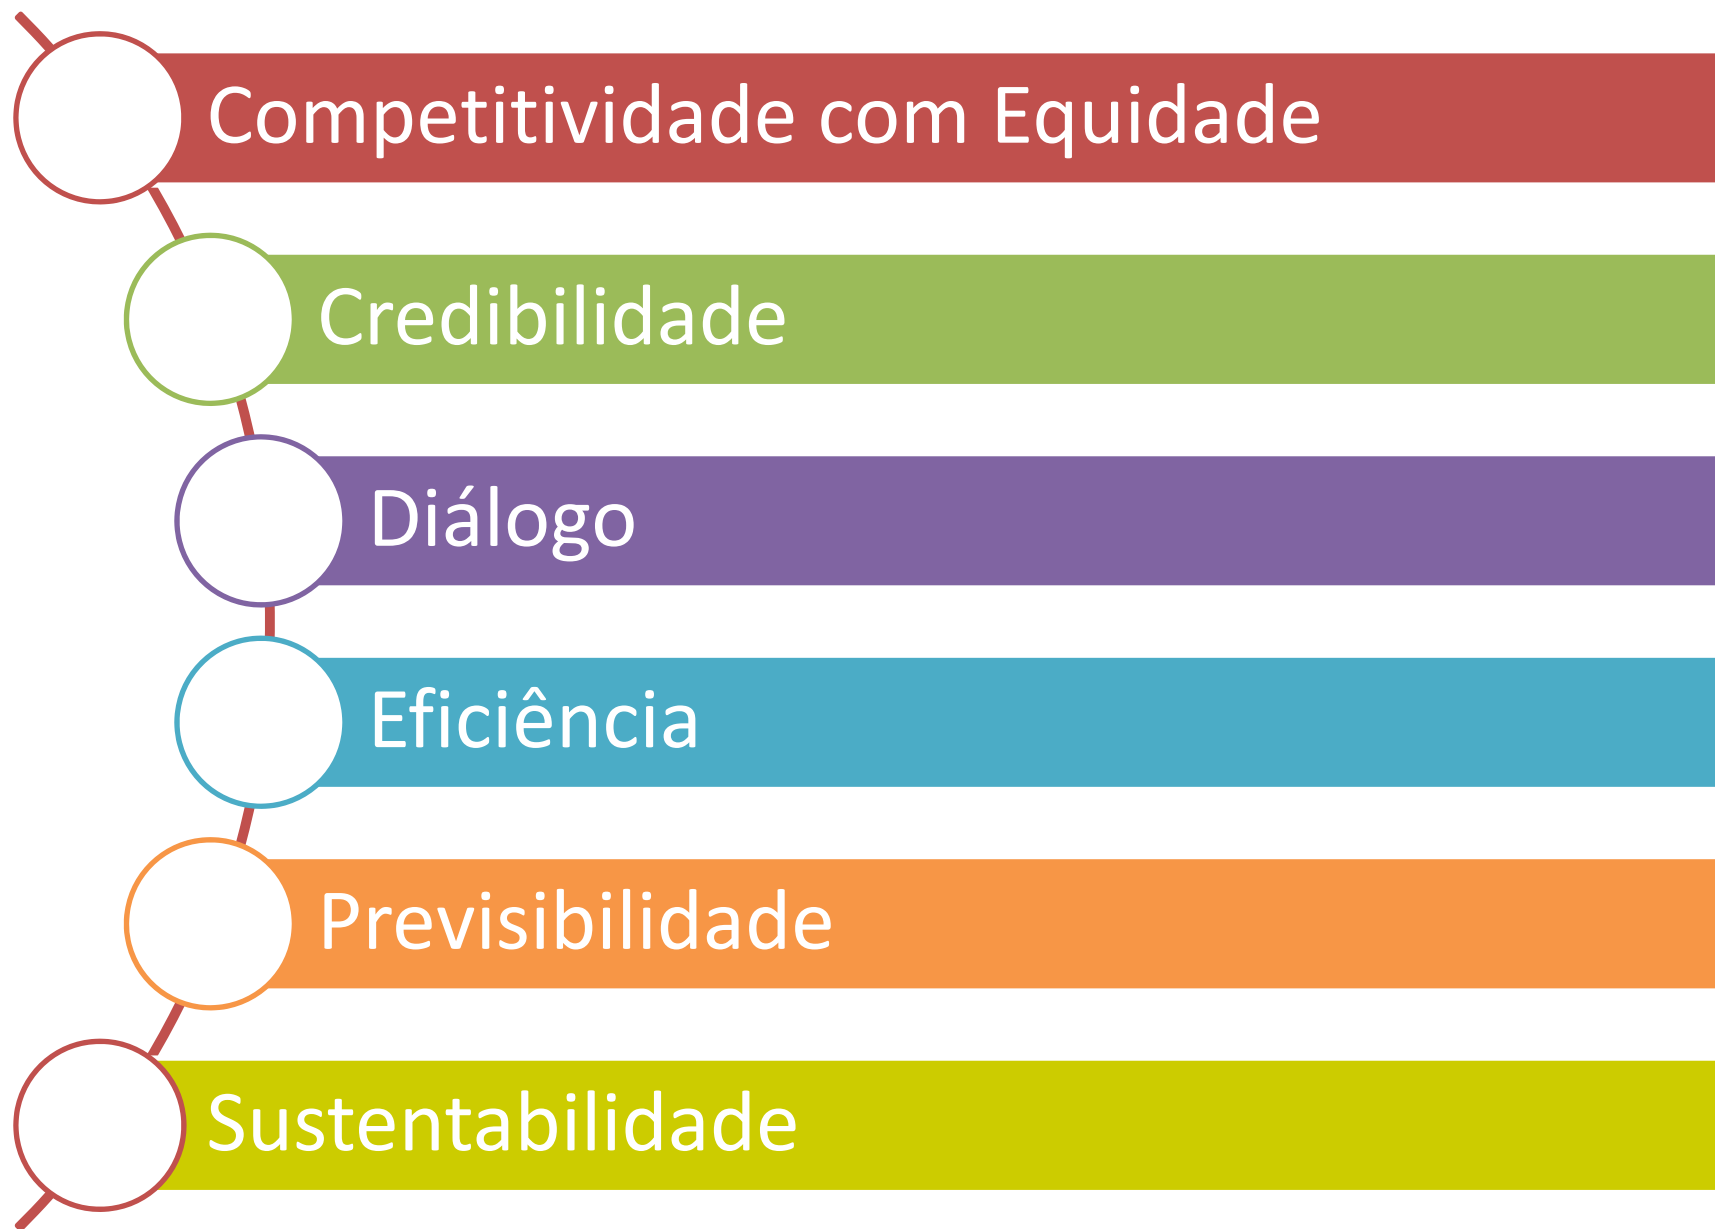 Competitividade com Equidade
Credibilidade
Diálogo
Eficiência
Previsibilidade
Sustentabilidade